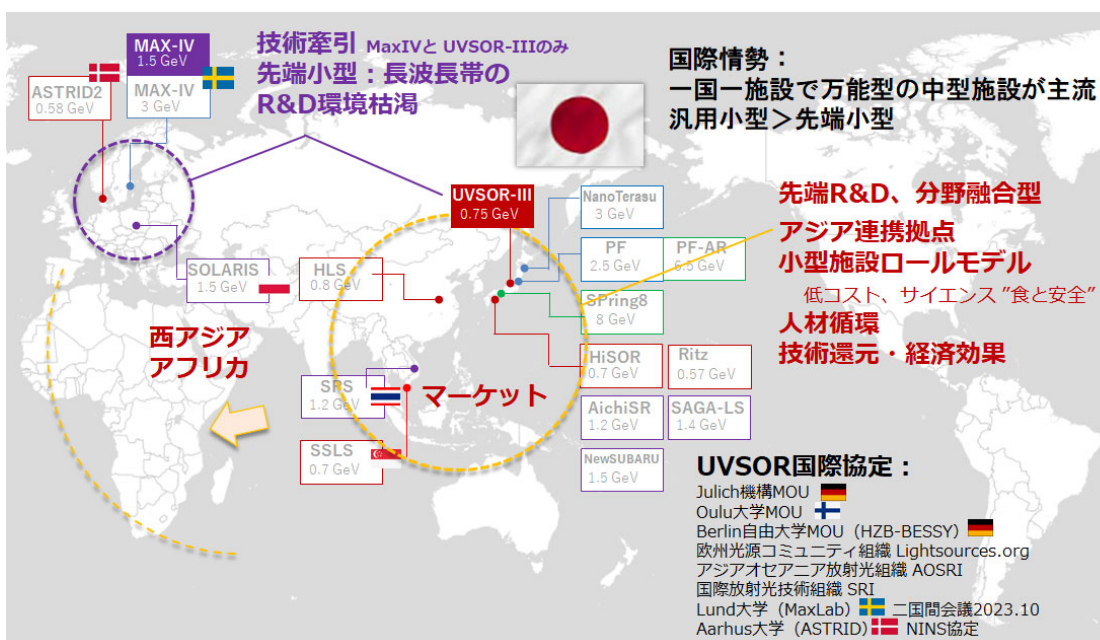 MAX-IV
1.5 GeV
ASTRID2
0.58 GeV
MAX-IV
3 GeV
技術牽引 MaxIVと UVSOR-IIIのみ
先端小型：長波長帯の
R&D環境枯渇
国際情勢：
一国一施設で万能型の中型施設が主流
汎用小型＞先端小型
UVSOR-III
0.75 GeV
NanoTerasu
3 GeV
PF
2.5 GeV
PF-AR
6.5 GeV
SPring8
8 GeV
HiSOR
0.7 GeV
Ritz
0.57 GeV
AichiSR
1.2 GeV
SAGA-LS
1.4 GeV
NewSUBARU
1.5 GeV
SOLARIS
1.5 GeV
HLS
0.8 GeV
SPS
1.2 GeV
SSLS
0.7 GeV
西アジア
アフリカ
マーケット
先端R&D、分野融合型
アジア連携拠点
小型施設ロールモデル
低コスト、サイエンス ”食と安全”
人材循環
技術還元・経済効果
UVSOR国際協定：
Julich機構MOU
Oulu大学MOU
Berlin自由大学MOU（HZB-BESSY）
欧州光源コミュニティ組織 Lightsources.org
アジアオセアニア放射光組織 AOSRI
国際放射光技術組織 SRI
Lund大学（MaxLab） 二国間会議2023.10
Aarhus大学（ASTRID） NINS協定